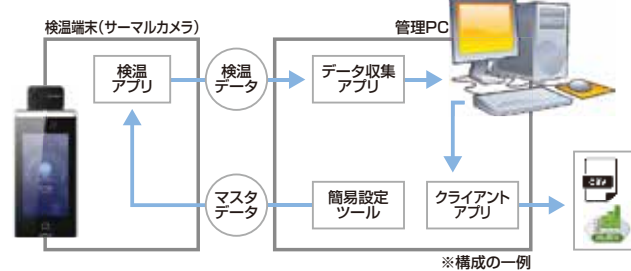 検温端末(サーマルカメラ)
管理PC
検温
アプリ
検温
データ
データ収集
アプリ
マスタ
データ
簡易設定
ツール
クライアント
アプリ
※構成の一例